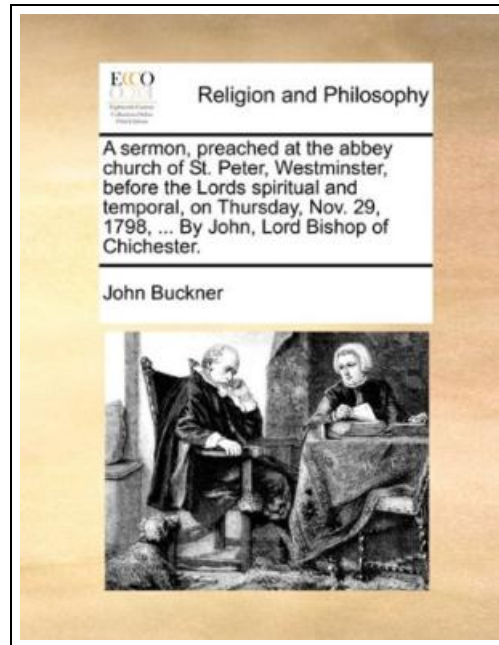 ECCO
Religion and Philosophy
A sermon, preached at the abbey
church of St. Peter, Westminster,
before the Lords spiritual and
temporal, on Thursday, Nov. 29,
1798, ... By John, Lord Bishop of
Chichester.
John Buckner